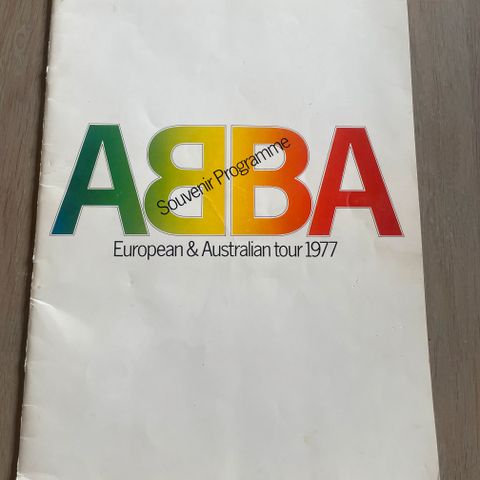 ABBA
Souvenir Programme
European & Australian tour 1977